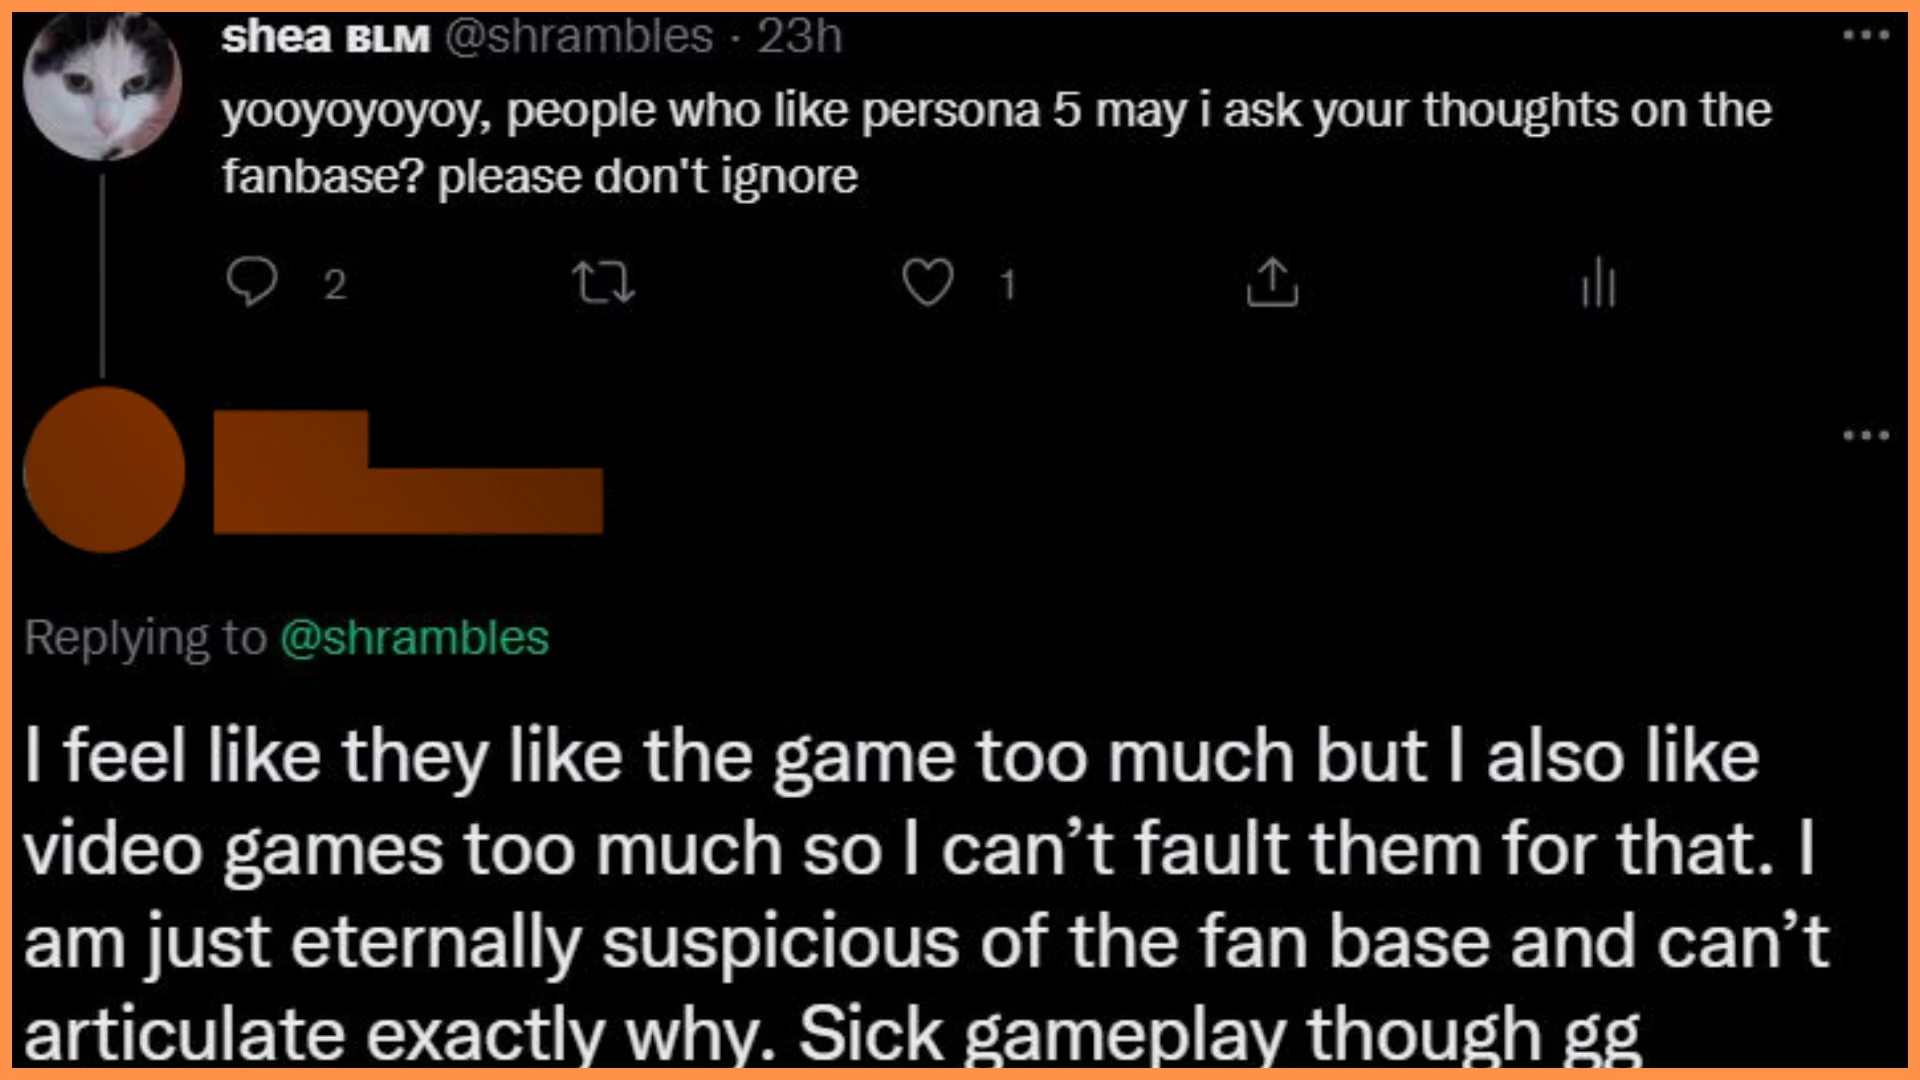 shea BLM @shrambles · 23h
yooyoyoyoy, people who like persona 5 may i ask your thoughts on the
fanbase? please don't ignore
2 1
Replying to @shrambles
I feel like they like the game too much but I also like
video games too much so I can’t fault them for that. I
am just eternally suspicious of the fan base and can’t
articulate exactly why. Sick gameplay though gg